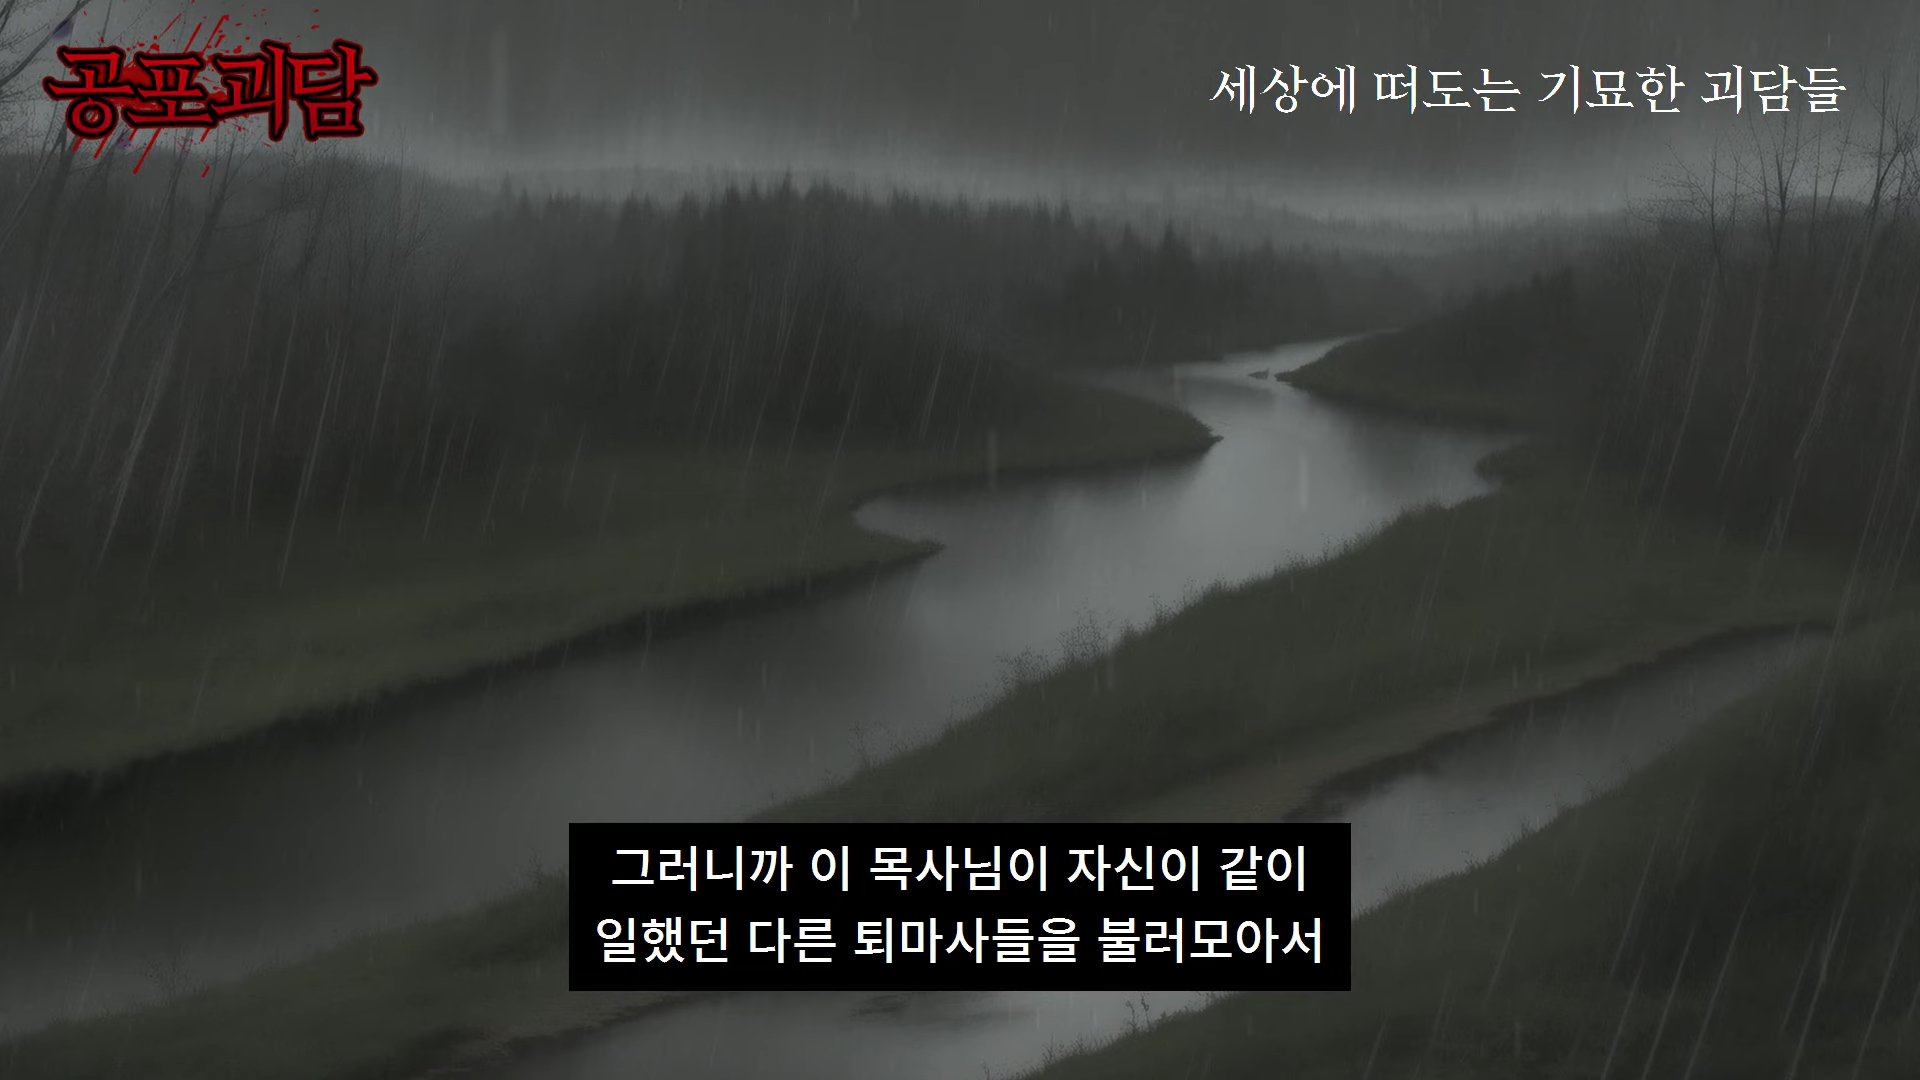 공포괴담
세상에 떠도는 기묘한 괴담들
그러니까 이 목사님이 자신이 같이
일했던 다른 퇴마사들을 불러모아서